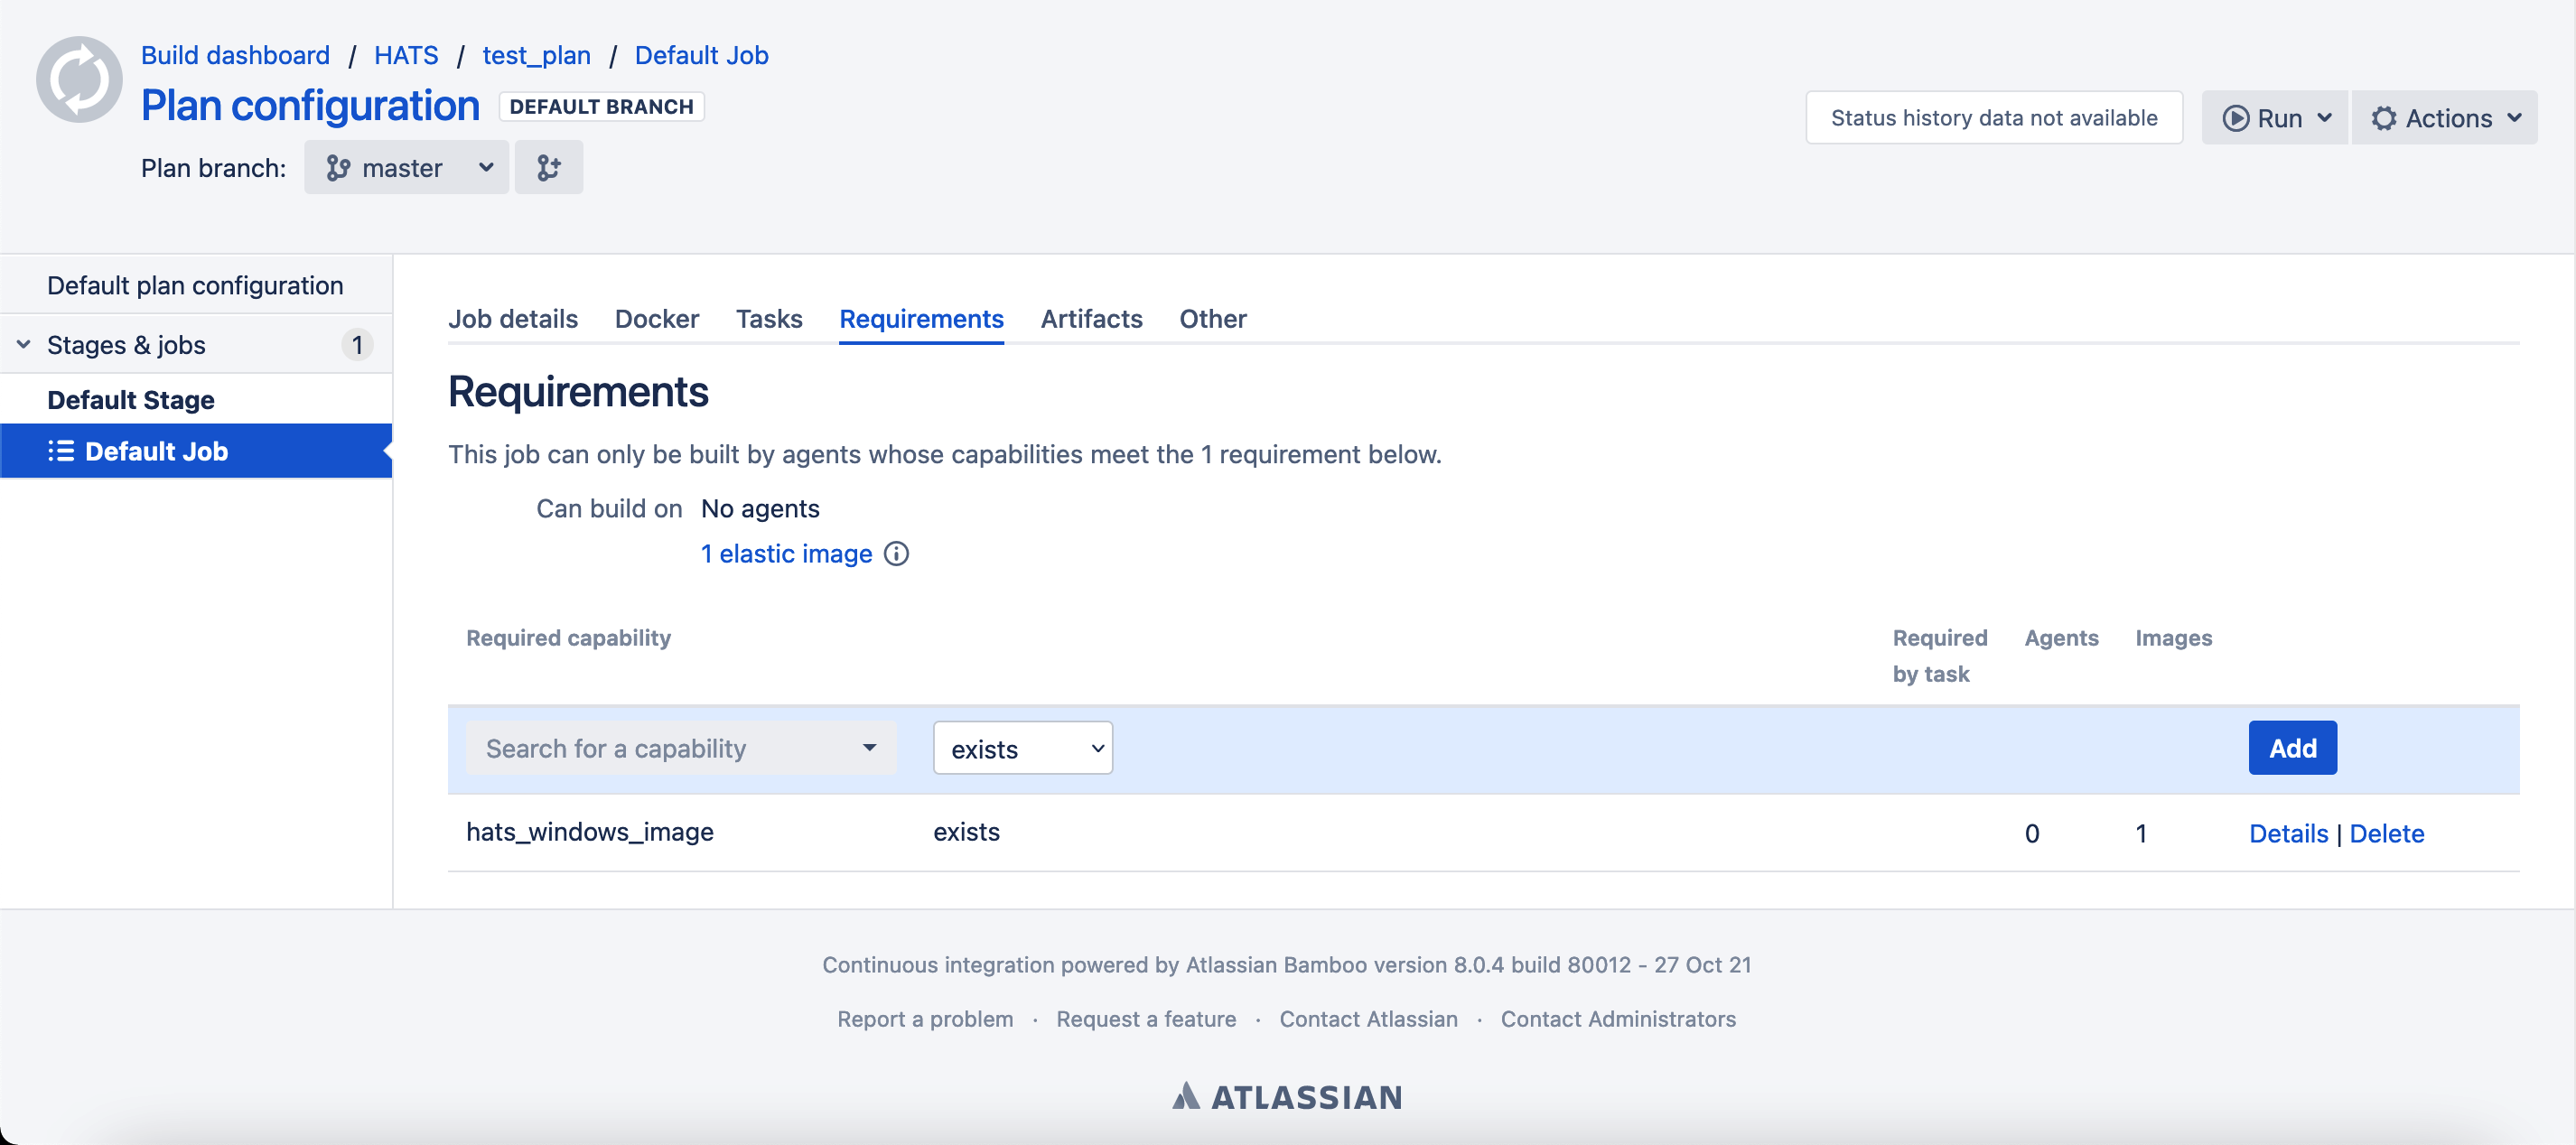 Build dashboard / HATS / test_plan / Default Job
Plan configuration DEFAULT BRANCH
Status history data not available
Run
Actions
Plan branch: master
Default plan configuration
Stages & jobs 1
Default Stage
Default Job
Job details Docker Tasks Requirements Artifacts Other
Requirements
This job can only be built by agents whose capabilities meet the 1 requirement below.
Can build on No agents
1 elastic image
Required capability Required by task Agents Images
Search for a capability exists Add
hats_windows_image exists 0 1 Details | Delete
Continuous integration powered by Atlassian Bamboo version 8.0.4 build 80012 - 27 Oct 21
Report a problem · Request a feature · Contact Atlassian · Contact Administrators
ATLASSIAN